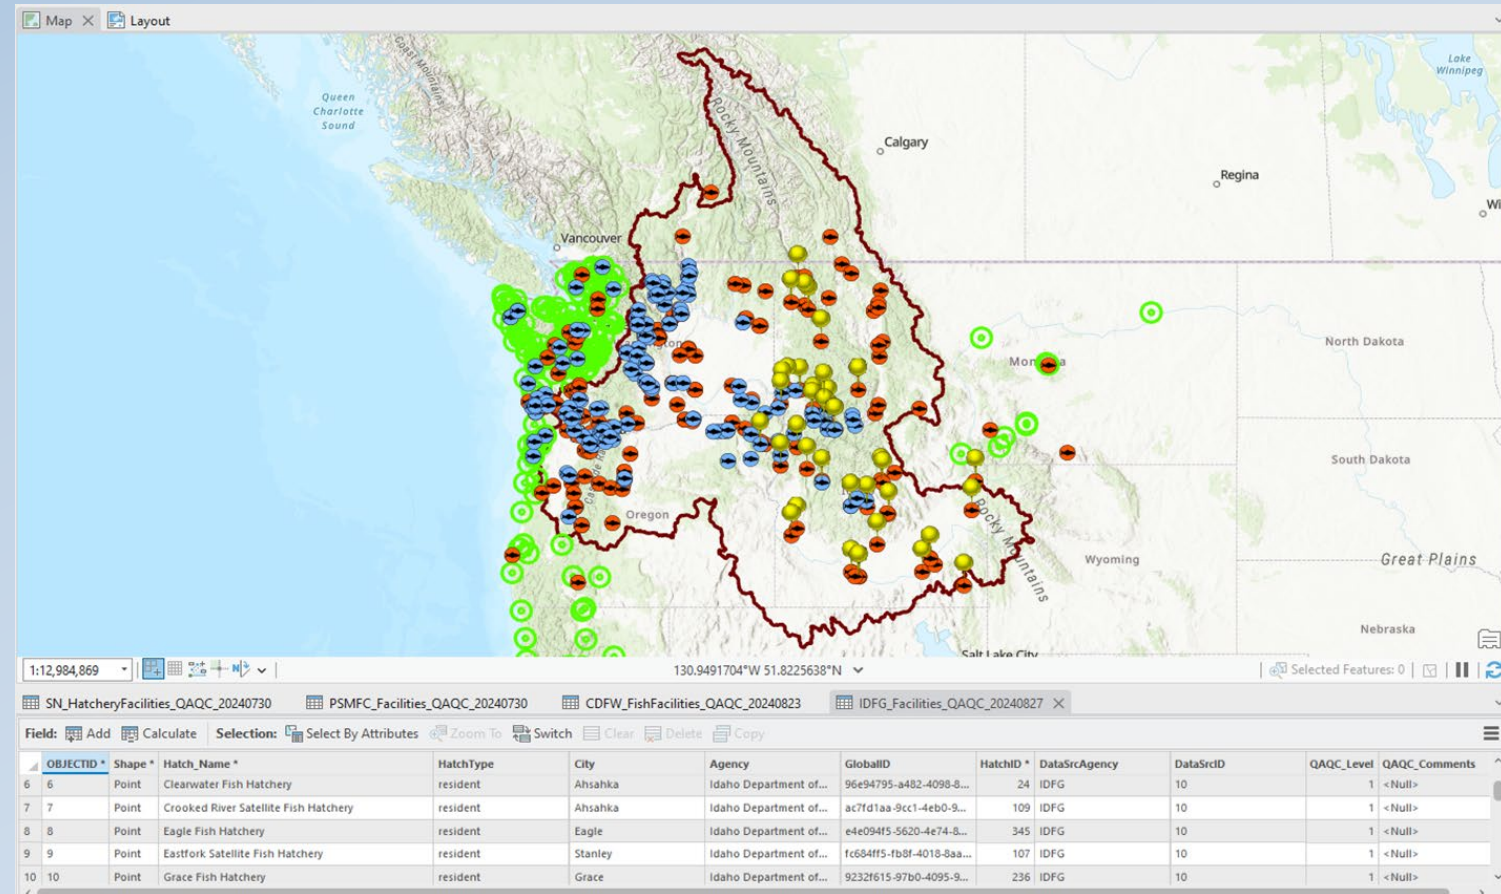 Map Layout
Lake
Winnipeg
Coast Mountains
Queen
Charlotte
Sound
Rocky Mountains
Calgary
Regina
Vancouver
North Dakota
South Dakota
Oregon
Rocky Mountains
Wyoming
Great Plains
Nebraska
Salt Lake City
1:12,984,869 130.9491704°W 51.8225638°N Selected Features: 0
SN_HatcheryFacilities_QAQC_20240730 PSMFC_Facilities_QAQC_20240730 CDFW_FishFacilities_QAQC_20240823 IDFG_Facilities_QAQC_20240827
Field: Add Calculate Selection: Select By Attributes Zoom To Switch Clear Delete Copy
OBJECTID * Shape * Hatch_Name * HatchType City Agency GlobalID HatchID * DataSrcAgency DataSrcID QAQC_Level QAQC_Comments
6 6 Point Clearwater Fish Hatchery resident Ahsahka Idaho Department of... 96e94795-a482-4098-8... 24 IDFG 10 1 <Null>
7 7 Point Crooked River Satellite Fish Hatchery resident Ahsahka Idaho Department of... ac7fd1aa-9cc1-4eb0-9... 109 IDFG 10 1 <Null>
8 8 Point Eagle Fish Hatchery resident Eagle Idaho Department of... e4e094f5-5620-4e74-8... 345 IDFG 10 1 <Null>
9 9 Point Eastfork Satellite Fish Hatchery resident Stanley Idaho Department of... fc684ff5-fb8f-4018-8aa... 107 IDFG 10 1 <Null>
10 10 Point Grace Fish Hatchery resident Grace Idaho Department of... 9232f615-97b0-4095-9... 236 IDFG 10 1 <Null>